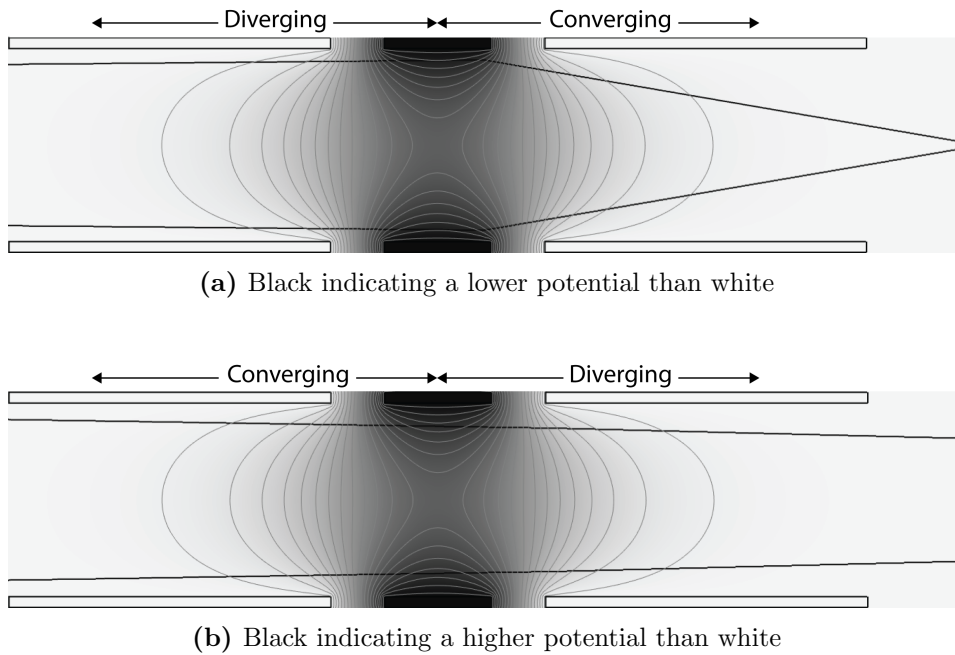 Diverging Converging
(a) Black indicating a lower potential than white
Converging Diverging
(b) Black indicating a higher potential than white